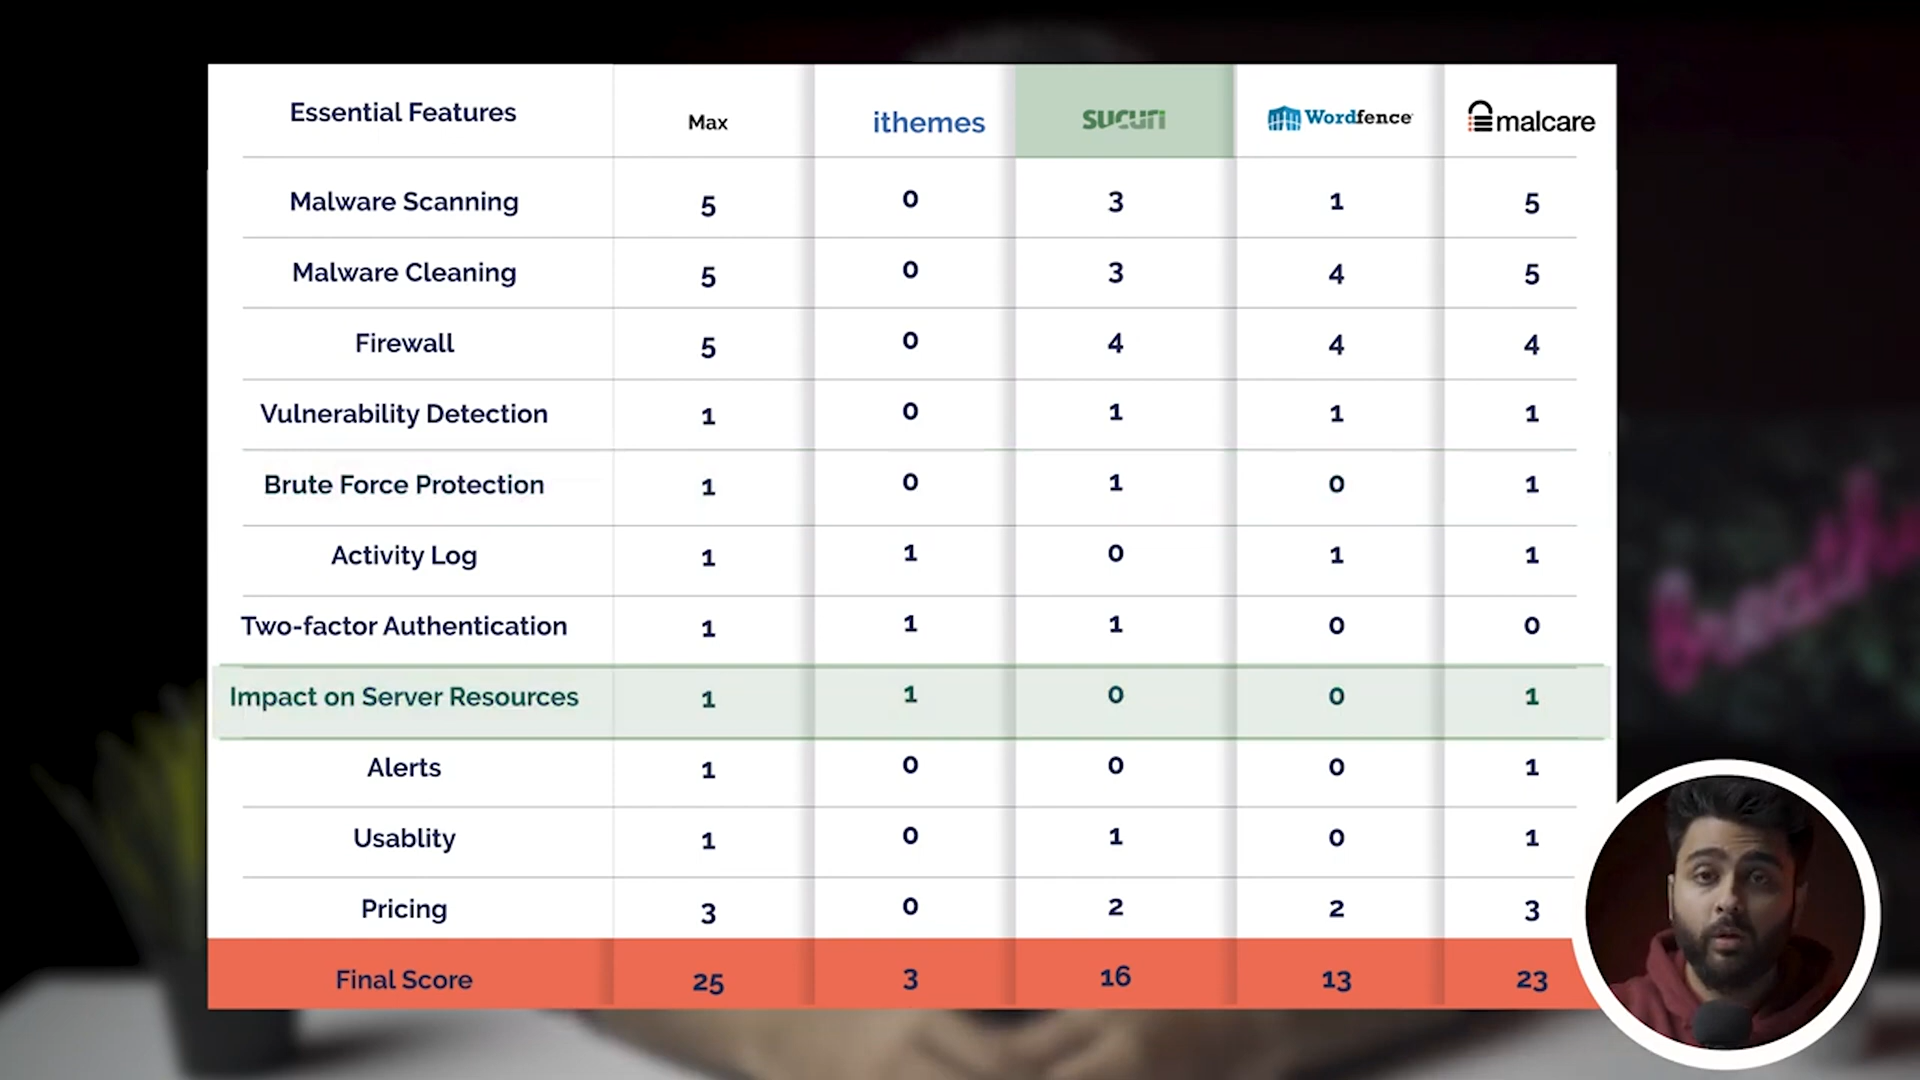 Essential Features Max ithemes sucuri Wordfence malcare
Malware Scanning 5 0 3 1 5
Malware Cleaning 5 0 3 4 5
Firewall 5 0 4 4 4
Vulnerability Detection 1 0 1 1 1
Brute Force Protection 1 0 1 0 1
Activity Log 1 1 0 1 1
Two-factor Authentication 1 1 1 0 0
Impact on Server Resources 1 1 0 0 1
Alerts 1 0 0 0 1
Usablity 1 0 1 0 1
Pricing 3 0 2 2 3
Final Score 25 3 16 13 23